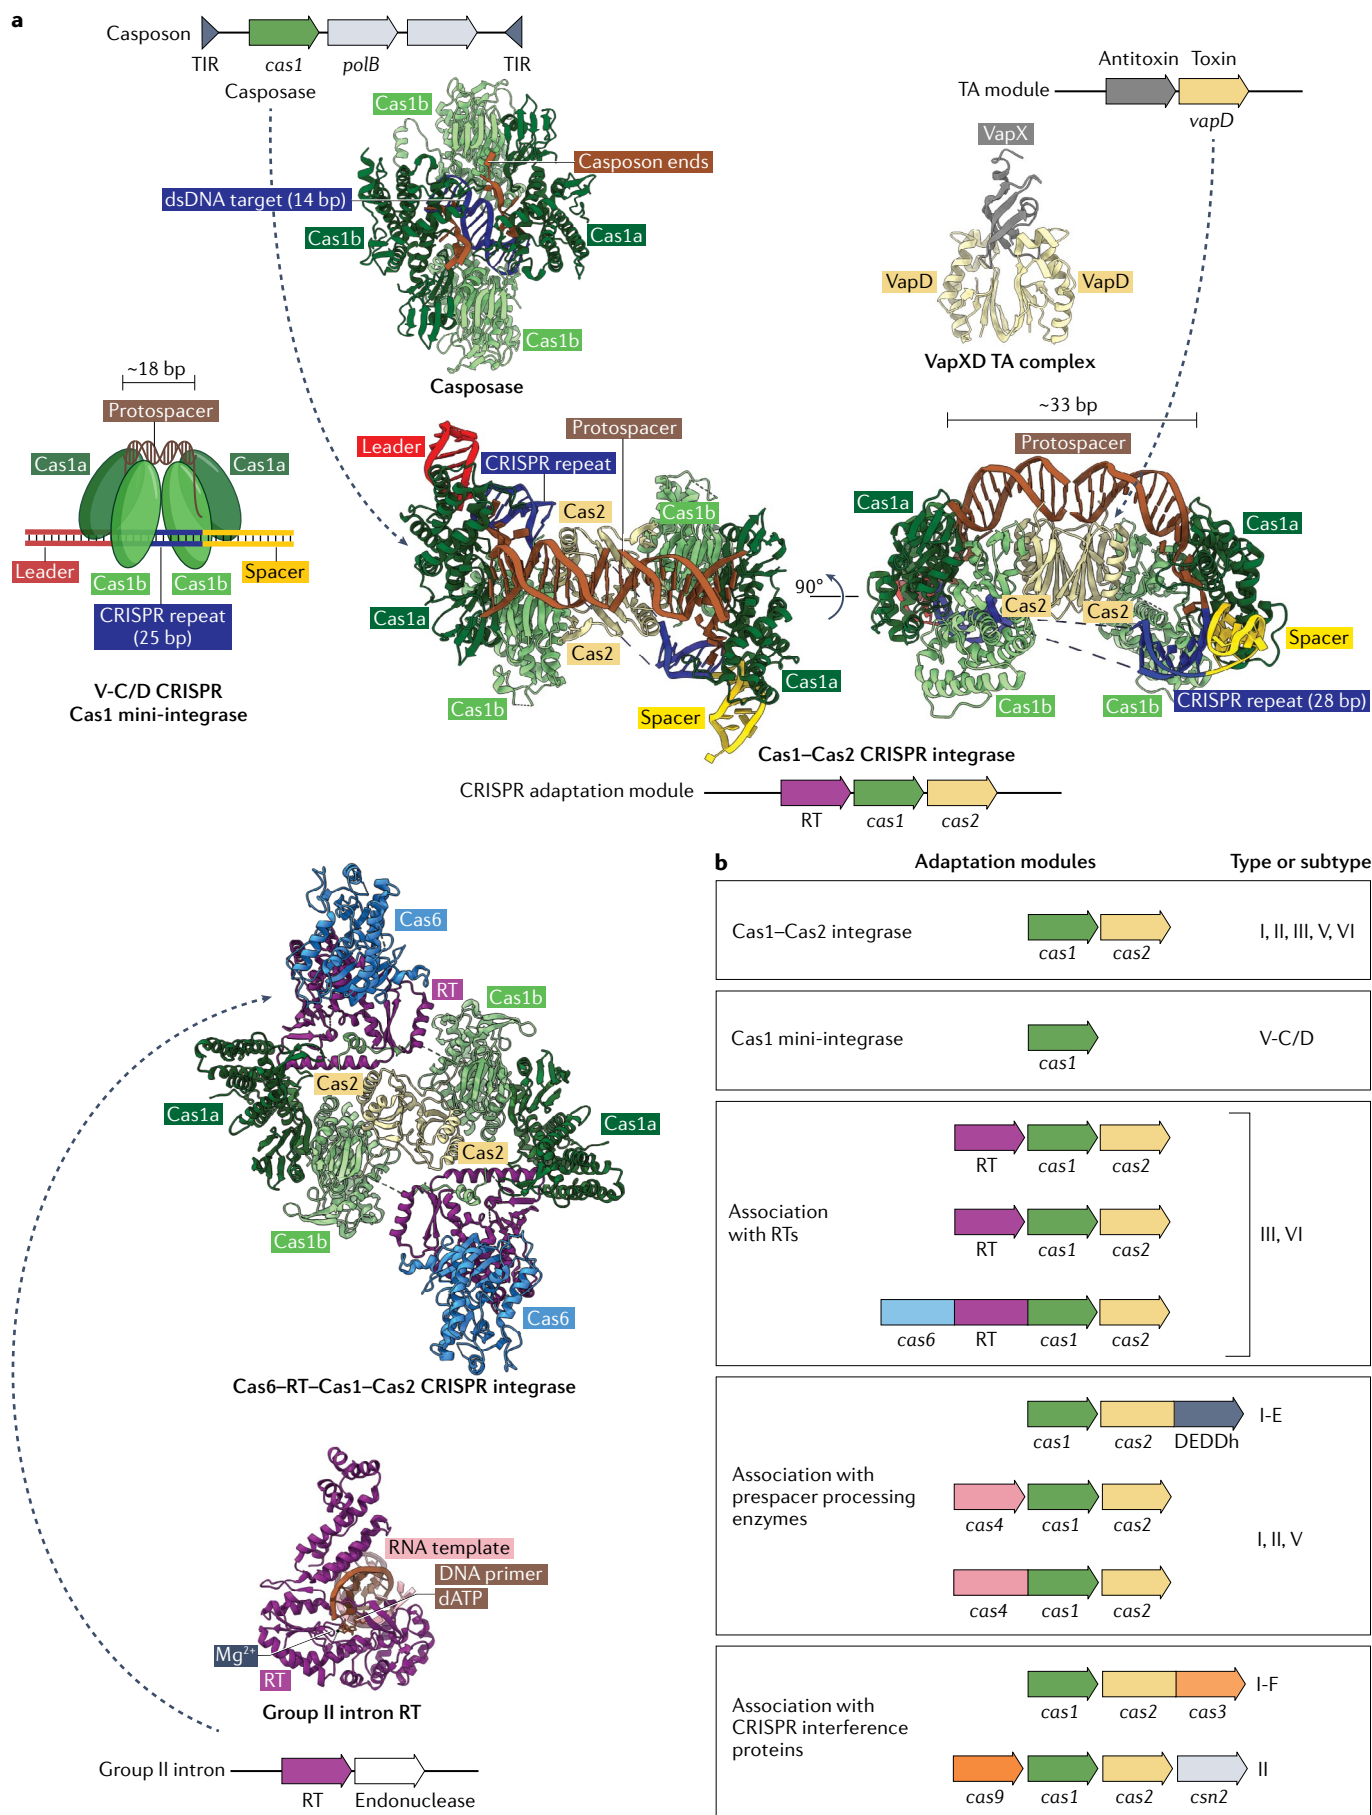 a
Casposon
TIR
cas1
polB
TIR
Casposase
Cas1b
Casposon ends
dsDNA target (14 bp)
Cas1b
Cas1a
Cas1b
Casposase
TA module
Antitoxin
Toxin
vapD
VapX
VapD
VapD
VapXD TA complex
~18 bp
Protospacer
Cas1a
Cas1a
Leader
Cas1b
Cas1b
Spacer
CRISPR repeat
(25 bp)
V-C/D CRISPR
Cas1 mini-integrase
Leader
Protospacer
CRISPR repeat
Cas2
Cas1b
Cas1a
Cas2
Cas1b
Cas1a
Spacer
90°
~33 bp
Protospacer
Cas1a
Cas1a
Cas2
Cas2
Spacer
Cas1b
Cas1b
CRISPR repeat (28 bp)
Cas1–Cas2 CRISPR integrase
CRISPR adaptation module
RT
cas1
cas2
Cas6
RT
Cas1b
Cas2
Cas1a
Cas1a
Cas2
Cas1b
Cas6
Cas6–RT–Cas1–Cas2 CRISPR integrase
RNA template
DNA primer
dATP
Mg2+
RT
Group II intron RT
Group II intron
RT
Endonuclease
b
Adaptation modules
Type or subtype
Cas1–Cas2 integrase
cas1
cas2
I, II, III, V, VI
Cas1 mini-integrase
cas1
V-C/D
Association
with RTs
RT
cas1
cas2
RT
cas1
cas2
cas6
RT
cas1
cas2
III, VI
Association with
prespacer processing
enzymes
cas1
cas2
DEDDh
I-E
cas4
cas1
cas2
cas4
cas1
cas2
I, II, V
Association with
CRISPR interference
proteins
cas1
cas2
cas3
I-F
cas9
cas1
cas2
csn2
II